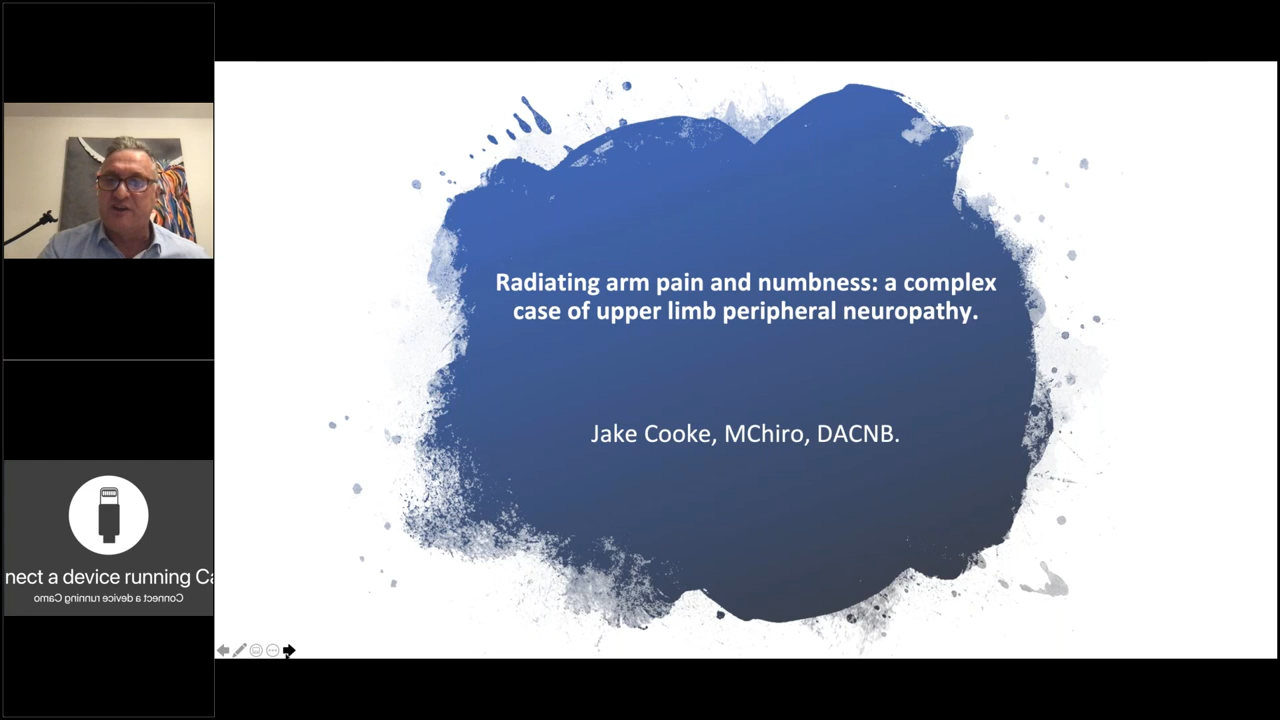 Radiating arm pain and numbness: a complex
case of upper limb peripheral neuropathy.
Jake Cooke, MChiro, DACNB.
nect a device running Ca
Connect a device running Camo